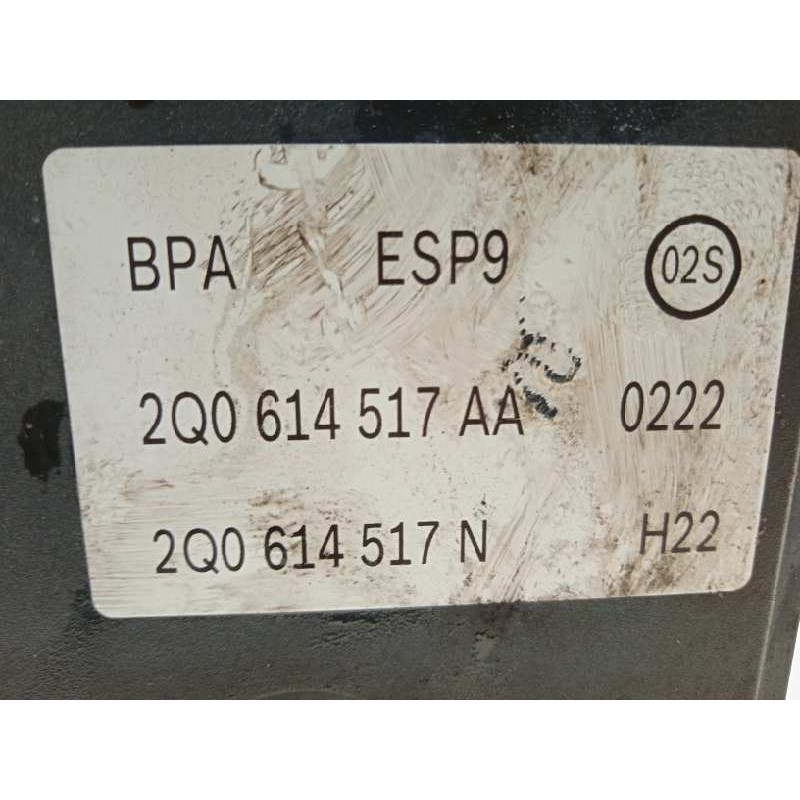 BPA ESP9 02S
2Q0 614 517 AA 0222
2Q0 614 517 N H22